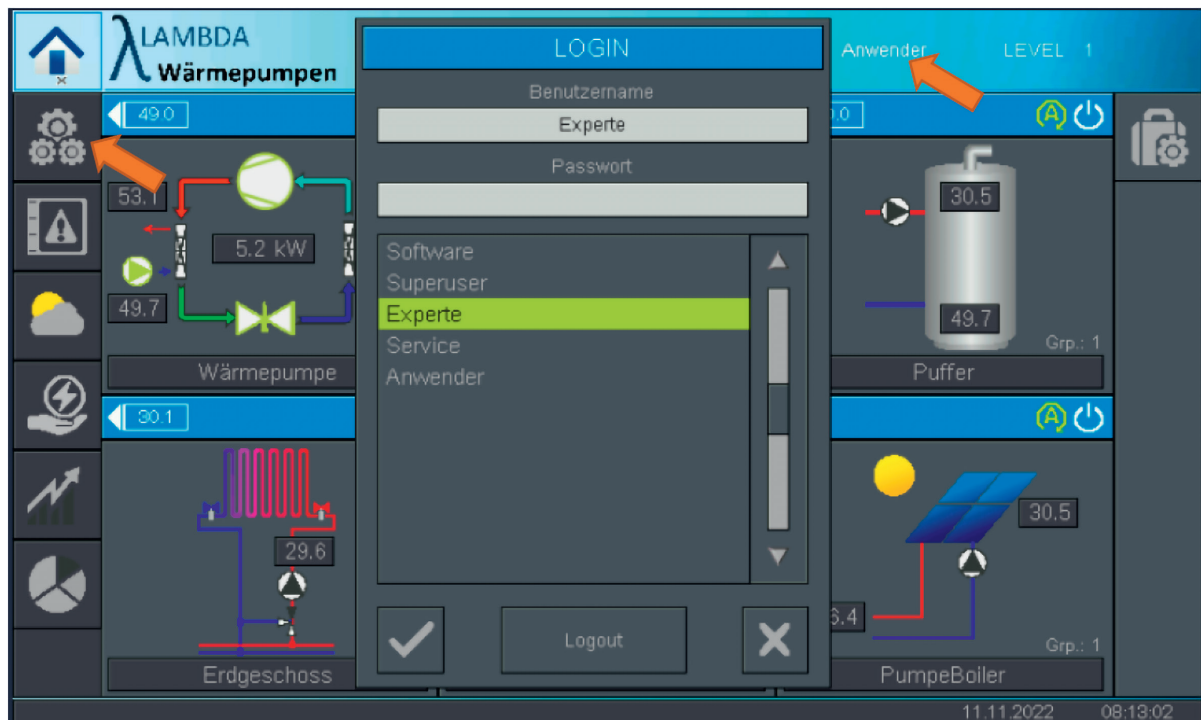 LAMBDA
Wärmepumpen
Anwender
LEVEL 1
LOGIN
Benutzername
Experte
Passwort
Software
Superuser
Experte
Service
Anwender
Logout
49.0
53.1
5.2 kW
49.7
Wärmepumpe
A
30.5
49.7
Grp.: 1
Puffer
30.1
29.6
Erdgeschoss
A
30.5
6.4
Grp.: 1
PumpeBoiler
11.11.2022 08:13:02